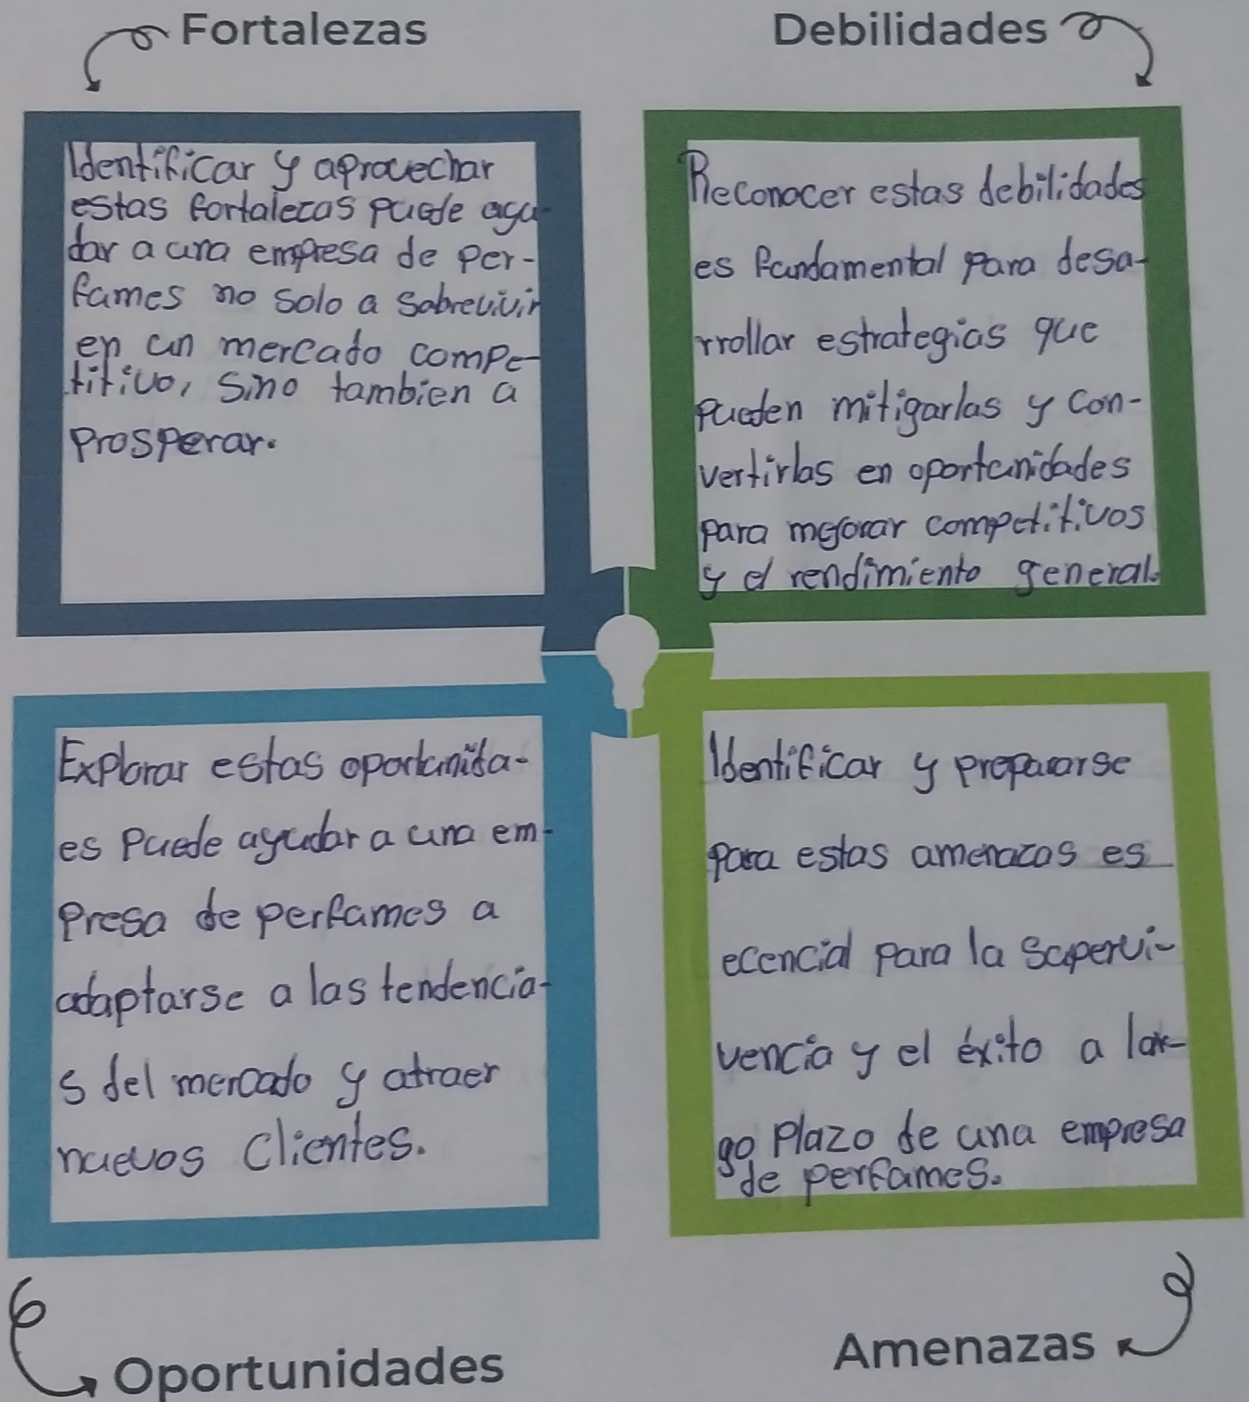 Fortalezas
Identificar y aprovechar
estas fortalezas puede ayu-
dar a una empresa de per-
fumes no solo a sobrevivir
en un mercado compe-
titivo, sino tambien a
prosperar.
Debilidades
Reconocer estas debilidades
es fundamental para desa-
rrollar estrategias que
pueden mitigarlas y con-
vertirlas en oportunidades
para mejorar competitivos
y el rendimiento general.
Explorar estas oportunida-
es puede ayudar a una em-
presa de perfumes a
adaptarse a las tendencia-
s del mercado y atraer
nuevos clientes.
Oportunidades
Identificar y prepararse
para estas amenazas es
ecencial para la supervi-
vencia y el éxito a lar-
go plazo de una empresa
de perfumes.
Amenazas